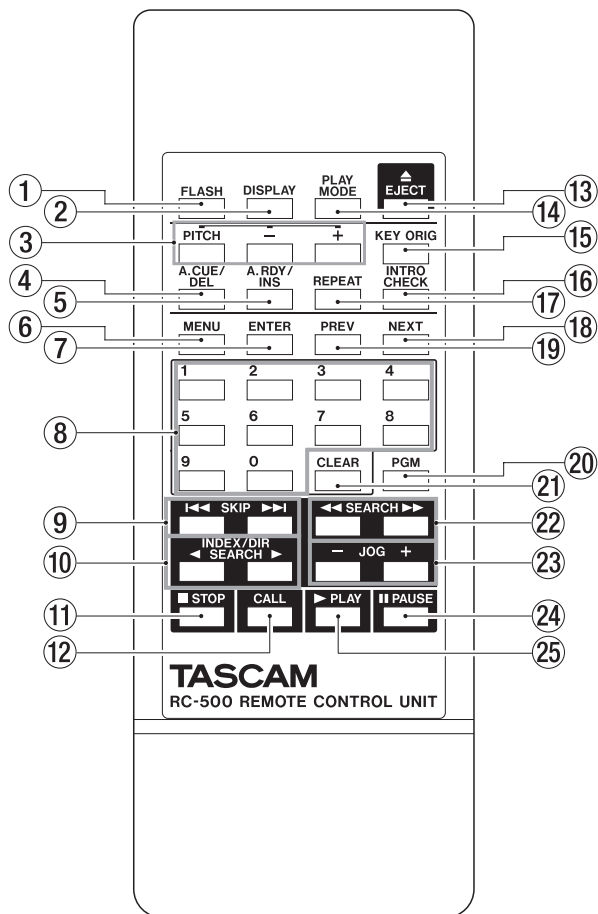 FLASH DISPLAY PLAY MODE ▲ EJECT
① ② ⑬ ⑭
③ PITCH − + KEY ORIG ⑮
④ A.CUE/ DEL A.RDY/ INS REPEAT INTRO CHECK ⑯
⑤ ⑰
⑥ MENU ENTER PREV NEXT ⑱
⑦ ⑲
1 2 3 4
5 6 7 8
⑧
9 0 CLEAR PGM ⑳
㉑
⑨ I◀◀ SKIP ▶▶I ◀◀ SEARCH ▶▶ ㉒
⑩ INDEX/DIR
◀ SEARCH ▶ − JOG + ㉓
■ STOP CALL ▶ PLAY II PAUSE
⑪ ⑫ ㉔ ㉕
TASCAM
RC-500 REMOTE CONTROL UNIT